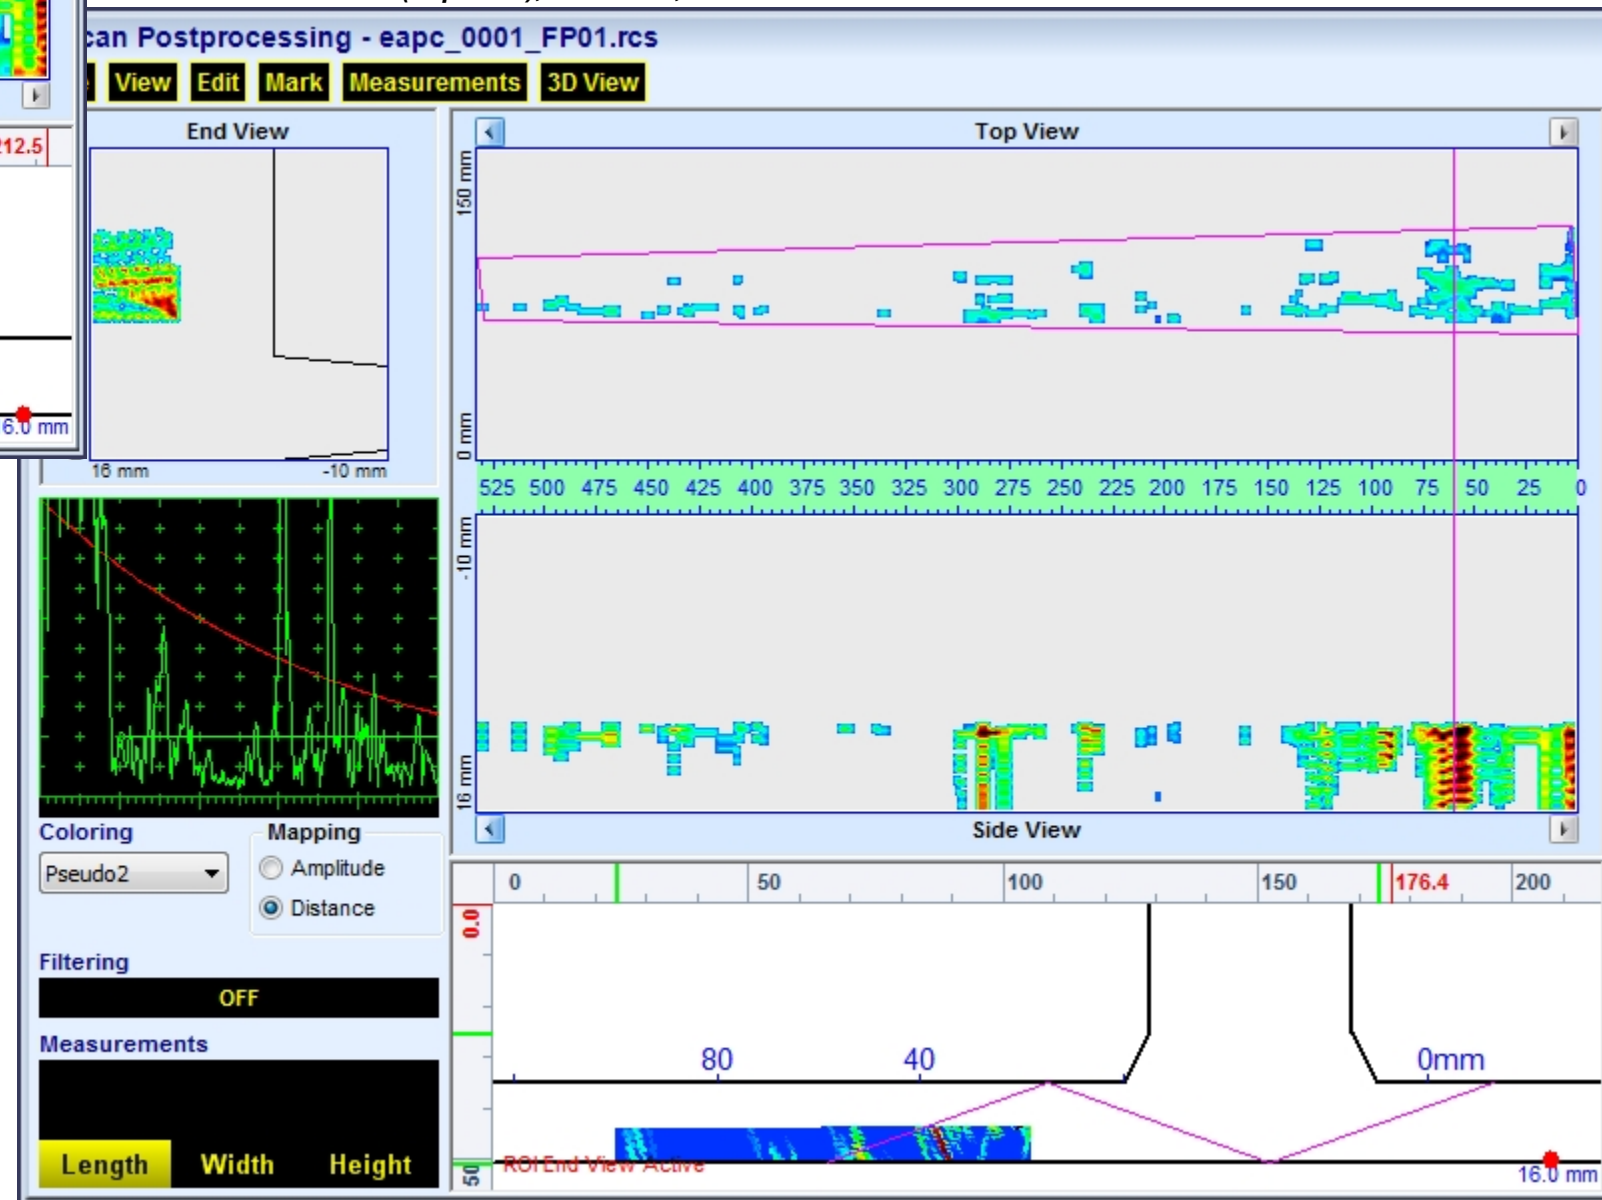 can Postprocessing - eapc_0001_FP01.rcs
View Edit Mark Measurements 3D View
End View
Top View
212.5
150 mm
0 mm
6.0 mm
16 mm -10 mm
525 500 475 450 425 400 375 350 325 300 275 250 225 200 175 150 125 100 75 50 25 0
-10 mm
16 mm
Side View
Coloring
Mapping
Pseudo2
Amplitude
Distance
Filtering
OFF
Measurements
Length Width Height
0 50 100 150 176.4 200
0.0
80 40 0mm
50
ROI End View Active
16.0 mm